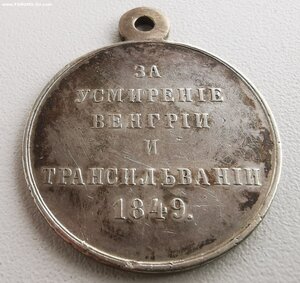 ЗА
УСМИРЕНІЕ
ВЕНГРІИ
И
ТРАНСИЛЬВАНІИ
1849.